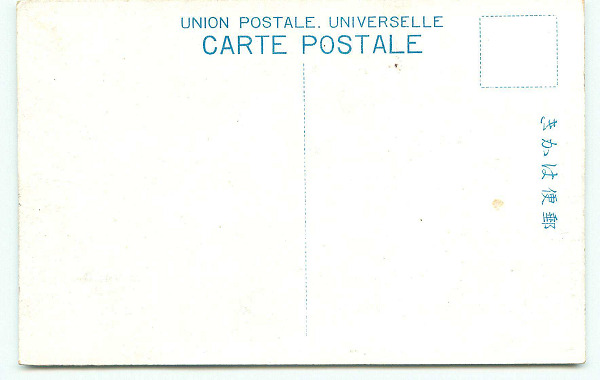 UNION POSTALE. UNIVERSELLE
CARTE POSTALE
郵便はかき